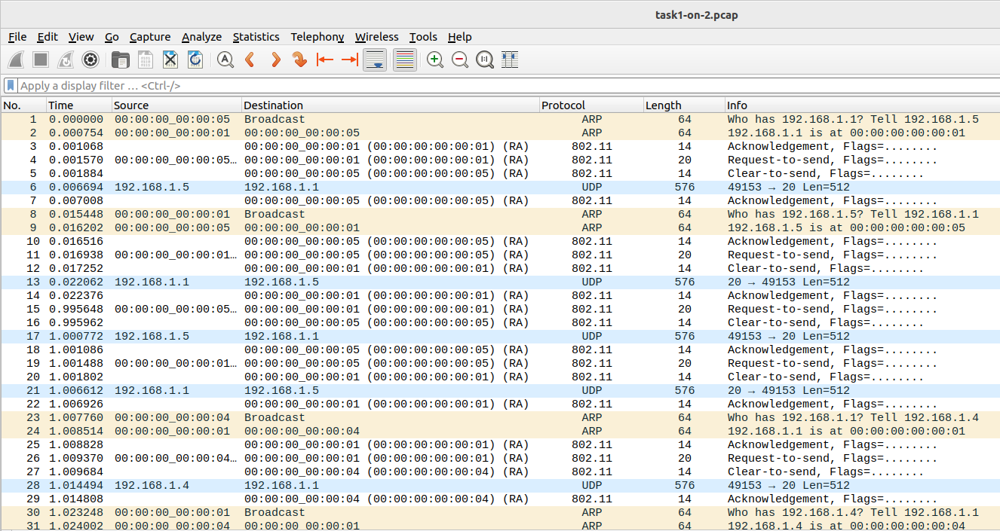 task1-on-2.pcap
File Edit View Go Capture Analyze Statistics Telephony Wireless Tools Help
Apply a display filter … <Ctrl-/>
No. Time Source Destination Protocol Length Info
1 0.000000 00:00:00_00:00:05 Broadcast ARP 64 Who has 192.168.1.1? Tell 192.168.1.5
2 0.000754 00:00:00_00:00:01 00:00:00_00:00:05 ARP 64 192.168.1.1 is at 00:00:00:00:00:01
3 0.001068 00:00:00_00:00:01 (00:00:00:00:00:01) (RA) 802.11 14 Acknowledgement, Flags=........
4 0.001570 00:00:00_00:00:05… 00:00:00_00:00:01 (00:00:00:00:00:01) (RA) 802.11 20 Request-to-send, Flags=........
5 0.001884 00:00:00_00:00:05 (00:00:00:00:00:05) (RA) 802.11 14 Clear-to-send, Flags=........
6 0.006694 192.168.1.5 192.168.1.1 UDP 576 49153 → 20 Len=512
7 0.007008 00:00:00_00:00:05 (00:00:00:00:00:05) (RA) 802.11 14 Acknowledgement, Flags=........
8 0.015448 00:00:00_00:00:01 Broadcast ARP 64 Who has 192.168.1.5? Tell 192.168.1.1
9 0.016202 00:00:00_00:00:05 00:00:00_00:00:01 ARP 64 192.168.1.5 is at 00:00:00:00:00:05
10 0.016516 00:00:00_00:00:05 (00:00:00:00:00:05) (RA) 802.11 14 Acknowledgement, Flags=........
11 0.016938 00:00:00_00:00:01… 00:00:00_00:00:05 (00:00:00:00:00:05) (RA) 802.11 20 Request-to-send, Flags=........
12 0.017252 00:00:00_00:00:01 (00:00:00:00:00:01) (RA) 802.11 14 Clear-to-send, Flags=........
13 0.022062 192.168.1.1 192.168.1.5 UDP 576 20 → 49153 Len=512
14 0.022376 00:00:00_00:00:01 (00:00:00:00:00:01) (RA) 802.11 14 Acknowledgement, Flags=........
15 0.995648 00:00:00_00:00:05… 00:00:00_00:00:01 (00:00:00:00:00:01) (RA) 802.11 20 Request-to-send, Flags=........
16 0.995962 00:00:00_00:00:05 (00:00:00:00:00:05) (RA) 802.11 14 Clear-to-send, Flags=........
17 1.000772 192.168.1.5 192.168.1.1 UDP 576 49153 → 20 Len=512
18 1.001086 00:00:00_00:00:05 (00:00:00:00:00:05) (RA) 802.11 14 Acknowledgement, Flags=........
19 1.001488 00:00:00_00:00:01… 00:00:00_00:00:05 (00:00:00:00:00:05) (RA) 802.11 20 Request-to-send, Flags=........
20 1.001802 00:00:00_00:00:01 (00:00:00:00:00:01) (RA) 802.11 14 Clear-to-send, Flags=........
21 1.006612 192.168.1.1 192.168.1.5 UDP 576 20 → 49153 Len=512
22 1.006926 00:00:00_00:00:01 (00:00:00:00:00:01) (RA) 802.11 14 Acknowledgement, Flags=........
23 1.007760 00:00:00_00:00:04 Broadcast ARP 64 Who has 192.168.1.1? Tell 192.168.1.4
24 1.008514 00:00:00_00:00:01 00:00:00_00:00:04 ARP 64 192.168.1.1 is at 00:00:00:00:00:01
25 1.008828 00:00:00_00:00:01 (00:00:00:00:00:01) (RA) 802.11 14 Acknowledgement, Flags=........
26 1.009370 00:00:00_00:00:04… 00:00:00_00:00:01 (00:00:00:00:00:01) (RA) 802.11 20 Request-to-send, Flags=........
27 1.009684 00:00:00_00:00:04 (00:00:00:00:00:04) (RA) 802.11 14 Clear-to-send, Flags=........
28 1.014494 192.168.1.4 192.168.1.1 UDP 576 49153 → 20 Len=512
29 1.014808 00:00:00_00:00:04 (00:00:00:00:00:04) (RA) 802.11 14 Acknowledgement, Flags=........
30 1.023248 00:00:00_00:00:01 Broadcast ARP 64 Who has 192.168.1.4? Tell 192.168.1.1
31 1.024002 00:00:00_00:00:04 00:00:00_00:00:01 ARP 64 192.168.1.4 is at 00:00:00:00:00:04